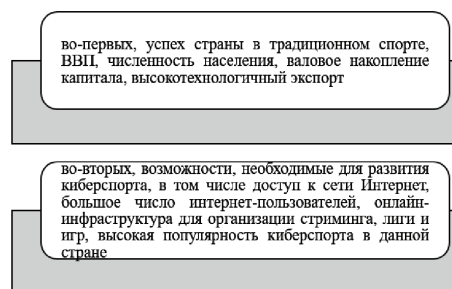 во-первых, успех страны в традиционном спорте,
ВВП, численность населения, валовое накопление
капитала, высокотехнологичный экспорт
во-вторых, возможности, необходимые для развития
киберспорта, в том числе доступ к сети Интернет,
большое число интернет-пользователей, онлайн-
инфраструктура для организации стриминга, лиги и
игр, высокая популярность киберспорта в данной
стране